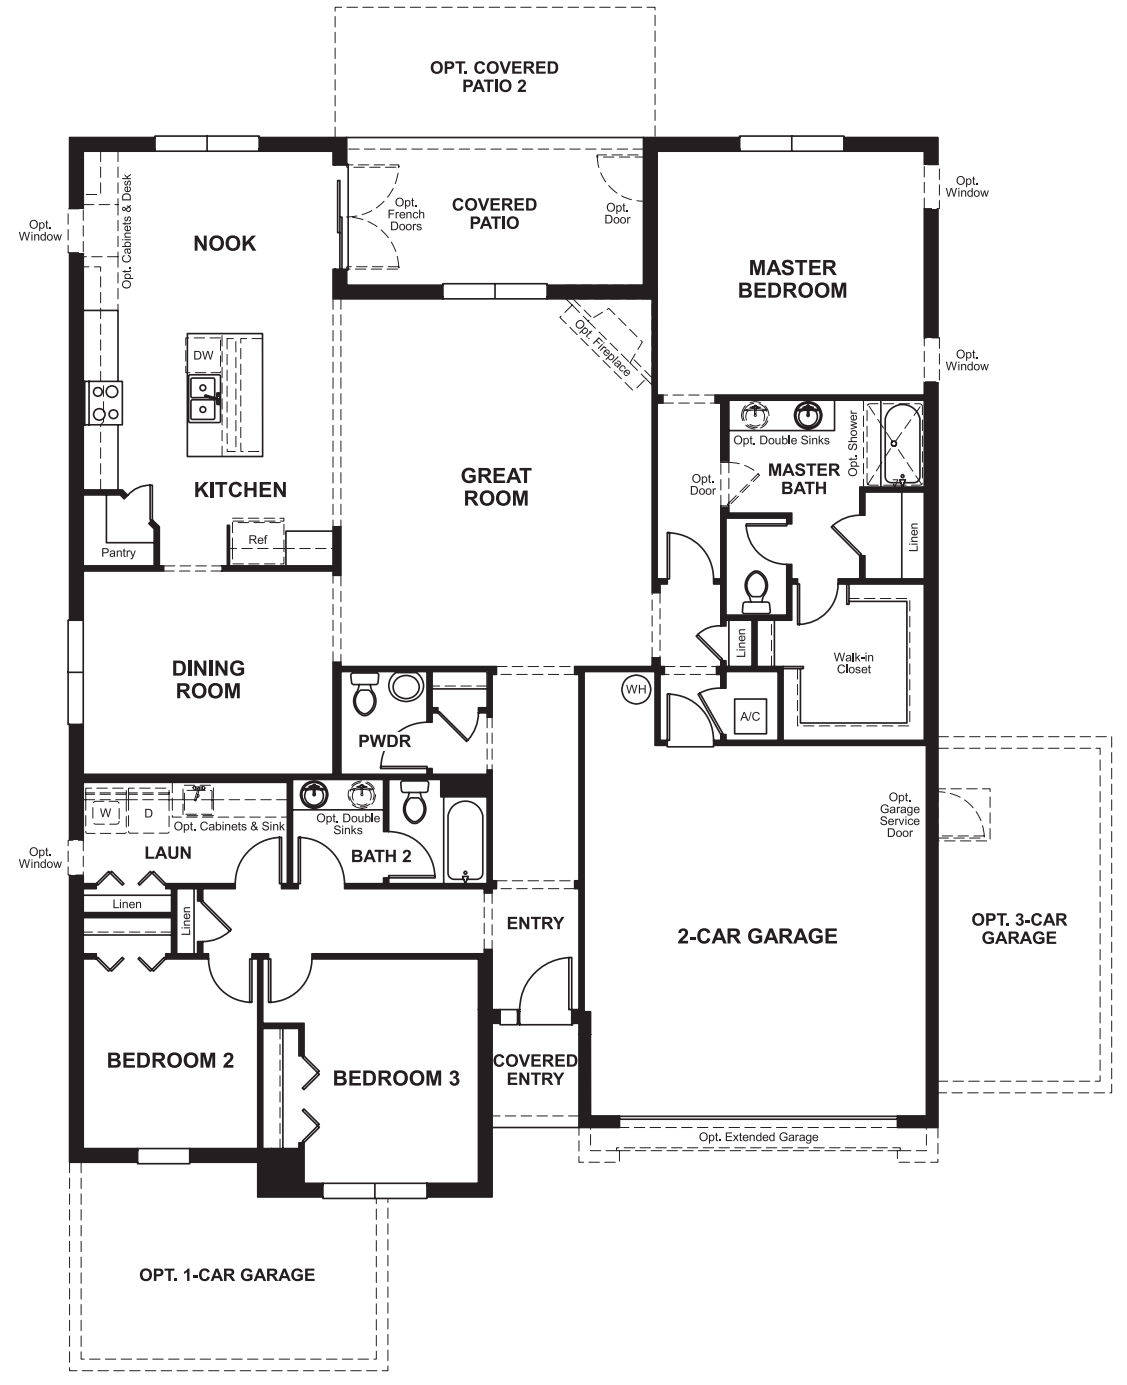 OPT. COVERED
PATIO 2
Opt.
Window
Opt. Cabinets & Desk
NOOK
Opt.
French
Doors
COVERED
PATIO
Opt.
Door
MASTER
BEDROOM
Opt.
Window
Opt.
Window
Opt. Fireplace
DW
KITCHEN
Pantry
Ref
GREAT
ROOM
Opt. Double Sinks
Opt. Shower
Opt.
Door
MASTER
BATH
Linen
Linen
Walk-in
Closet
DINING
ROOM
WH
A/C
PWDR
W
D
Opt. Cabinets & Sink
Opt. Double
Sinks
Opt.
Window
LAUN
BATH 2
Linen
Linen
ENTRY
2-CAR GARAGE
Opt.
Garage
Service
Door
OPT. 3-CAR
GARAGE
BEDROOM 2
BEDROOM 3
COVERED
ENTRY
Opt. Extended Garage
OPT. 1-CAR GARAGE